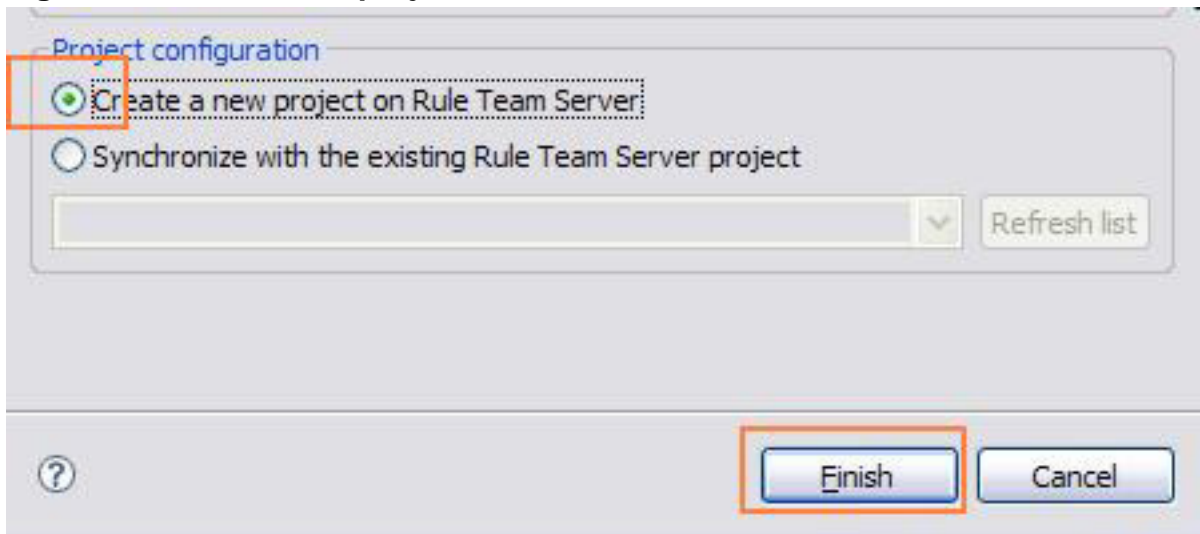 Project configuration
Create a new project on Rule Team Server
Synchronize with the existing Rule Team Server project
Refresh list
?
Finish
Cancel